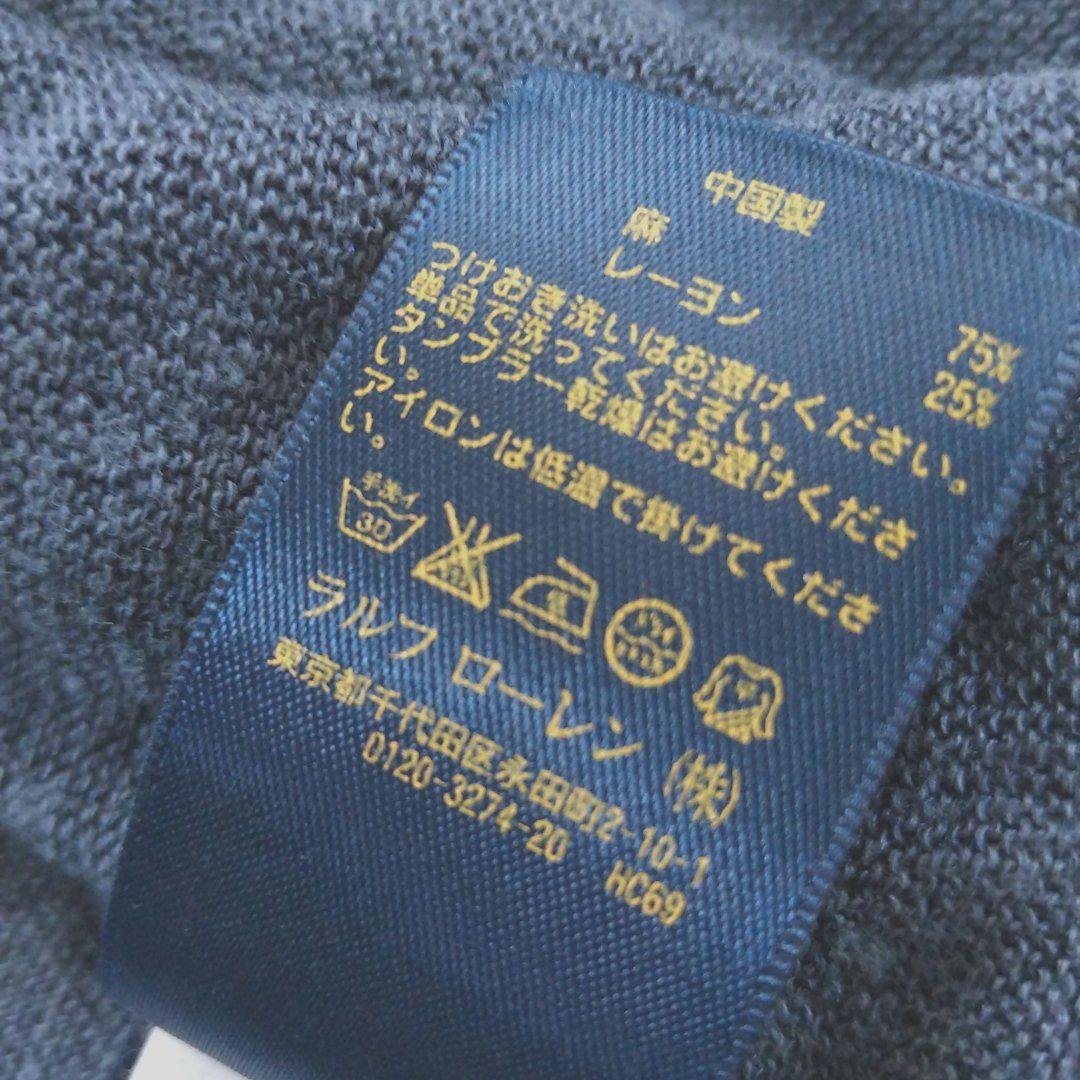 中国製
麻 75%
レーヨン 25%
つけおき洗いはお避けください。
単品で洗ってください。
タンブラー乾燥はお避けくださ
い。
アイロンは低温で掛けてくださ
い。
手洗イ
30
ラルフ ローレン (株)
東京都千代田区永田町2-10-1
0120-3274-20 HC69